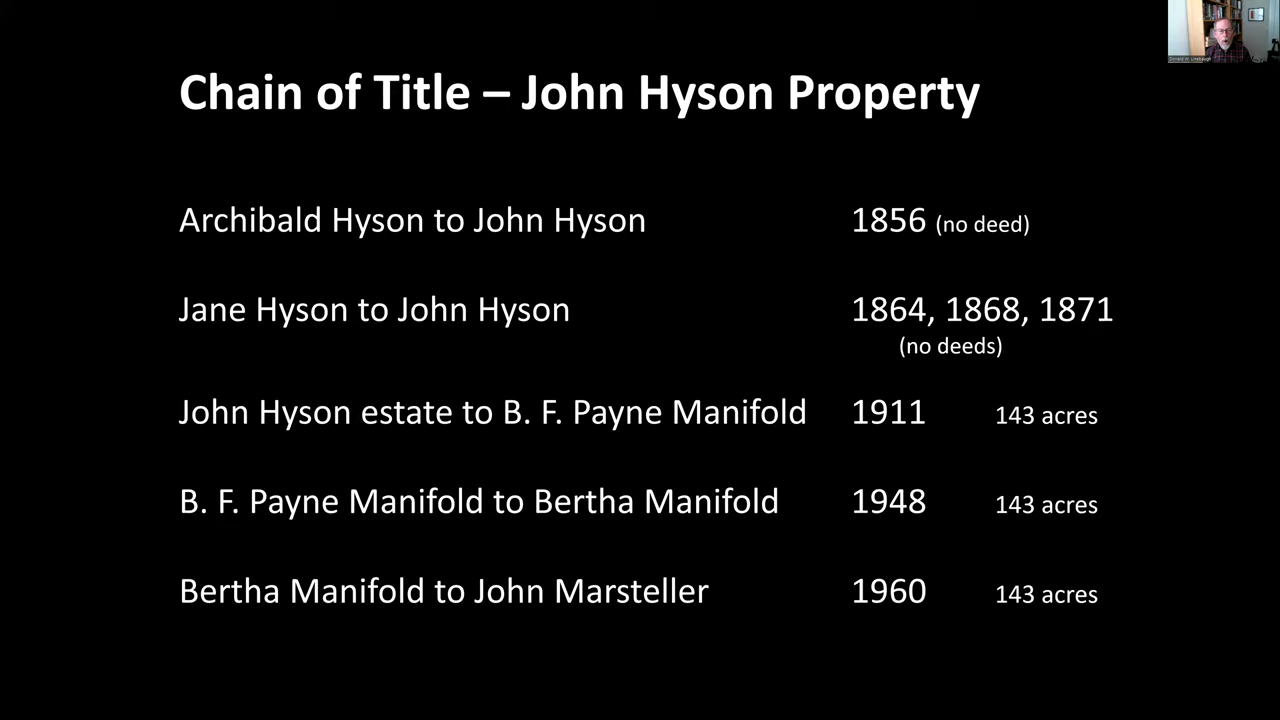 Chain of Title – John Hyson Property
Archibald Hyson to John Hyson 1856 (no deed)
Jane Hyson to John Hyson 1864, 1868, 1871
(no deeds)
John Hyson estate to B. F. Payne Manifold 1911 143 acres
B. F. Payne Manifold to Bertha Manifold 1948 143 acres
Bertha Manifold to John Marsteller 1960 143 acres
Donald W. Linebaugh